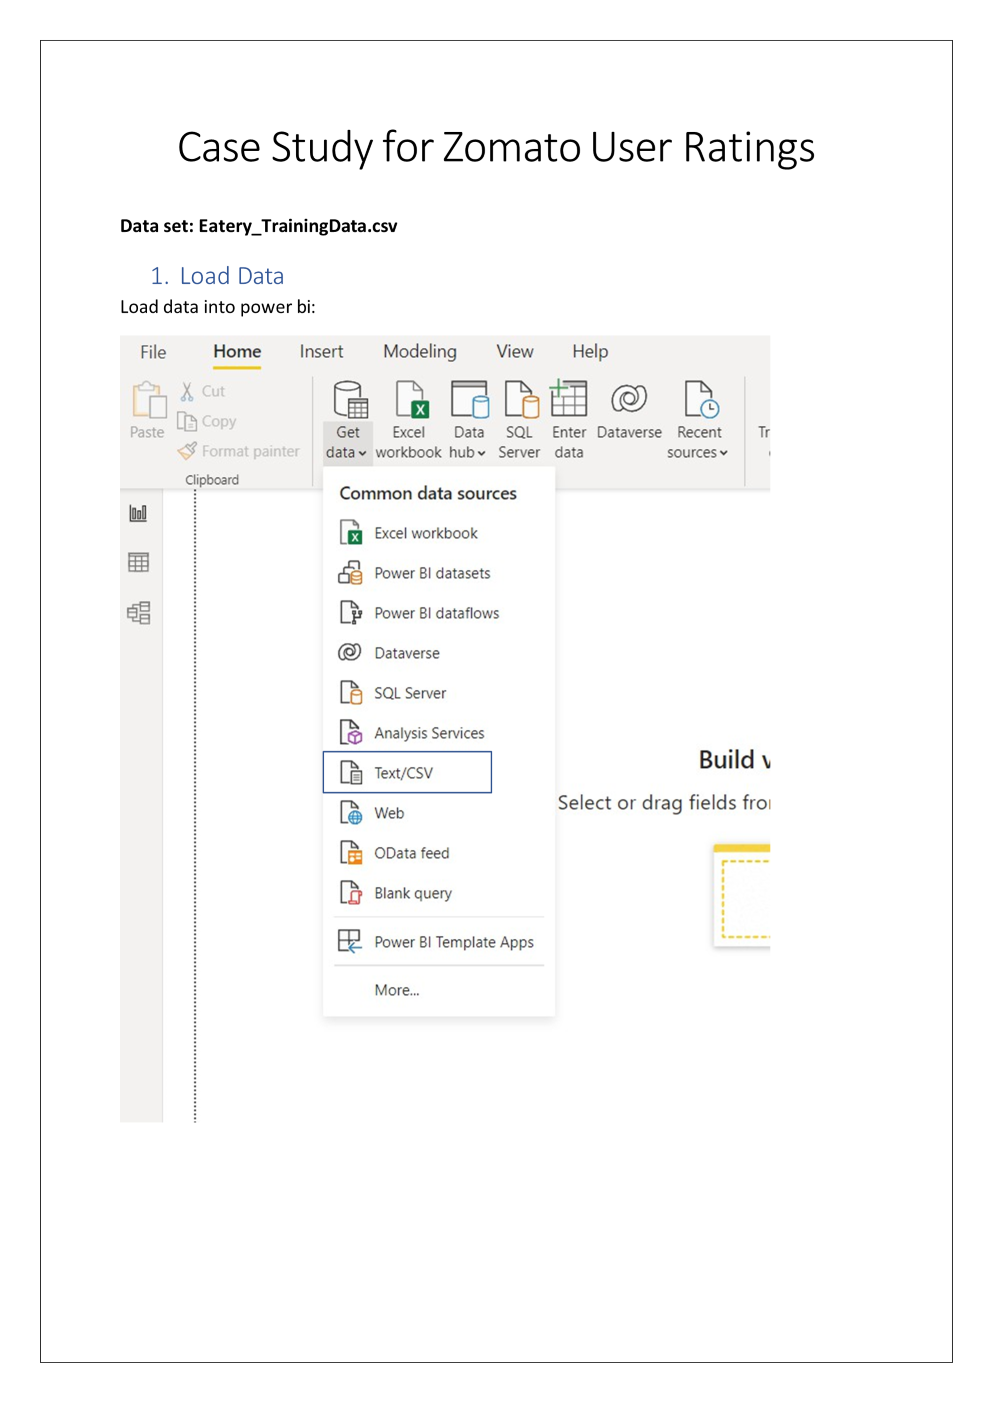 Case Study for Zomato User Ratings
Data set: Eatery_TrainingData.csv
1. Load Data
Load data into power bi:
File Home Insert Modeling View Help
Cut
Copy
Format painter
Paste
Clipboard
Get data
Excel workbook
Data hub
SQL Server
Enter data
Dataverse
Recent sources
Common data sources
Excel workbook
Power BI datasets
Power BI dataflows
Dataverse
SQL Server
Analysis Services
Text/CSV
Web
OData feed
Blank query
Power BI Template Apps
More...
Build
Select or drag fields